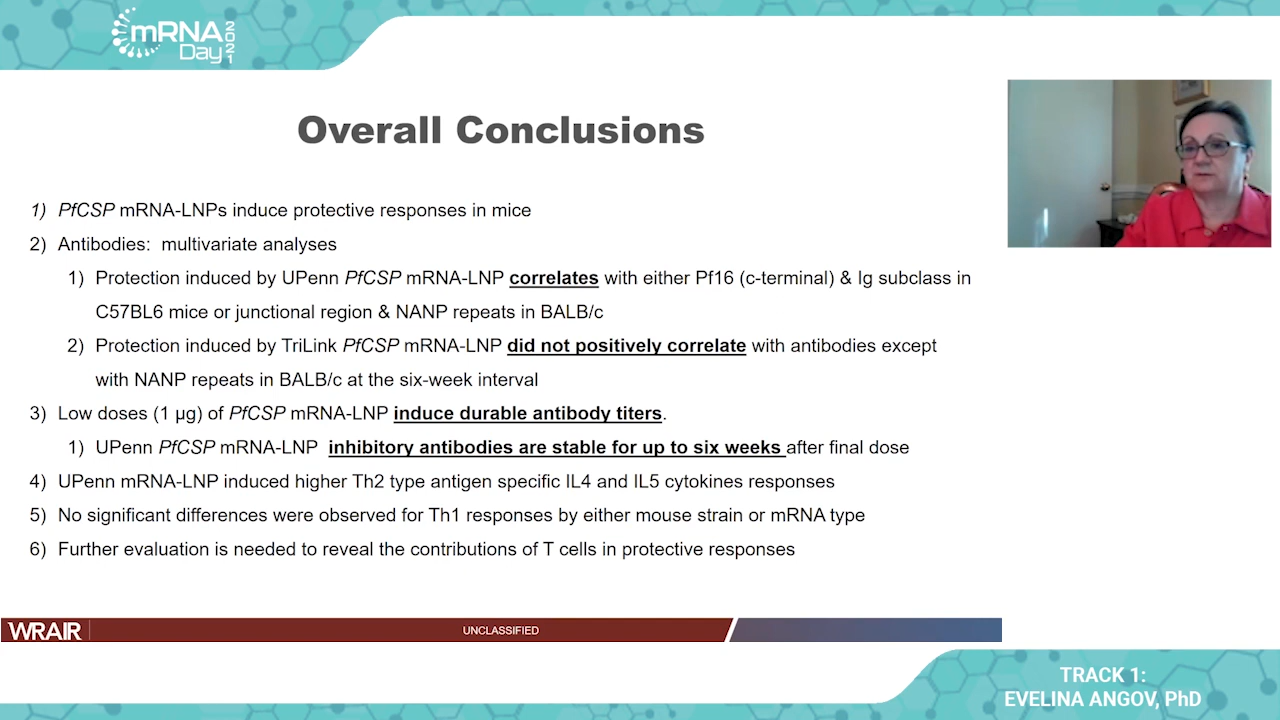 mRNA
Day
2021
Overall Conclusions
1) PfCSP mRNA-LNPs induce protective responses in mice
2) Antibodies: multivariate analyses
1) Protection induced by UPenn PfCSP mRNA-LNP correlates with either Pf16 (c-terminal) & Ig subclass in
C57BL6 mice or junctional region & NANP repeats in BALB/c
2) Protection induced by TriLink PfCSP mRNA-LNP did not positively correlate with antibodies except
with NANP repeats in BALB/c at the six-week interval
3) Low doses (1 µg) of PfCSP mRNA-LNP induce durable antibody titers.
1) UPenn PfCSP mRNA-LNP inhibitory antibodies are stable for up to six weeks after final dose
4) UPenn mRNA-LNP induced higher Th2 type antigen specific IL4 and IL5 cytokines responses
5) No significant differences were observed for Th1 responses by either mouse strain or mRNA type
6) Further evaluation is needed to reveal the contributions of T cells in protective responses
WRAIR
UNCLASSIFIED
TRACK 1:
EVELINA ANGOV, PhD